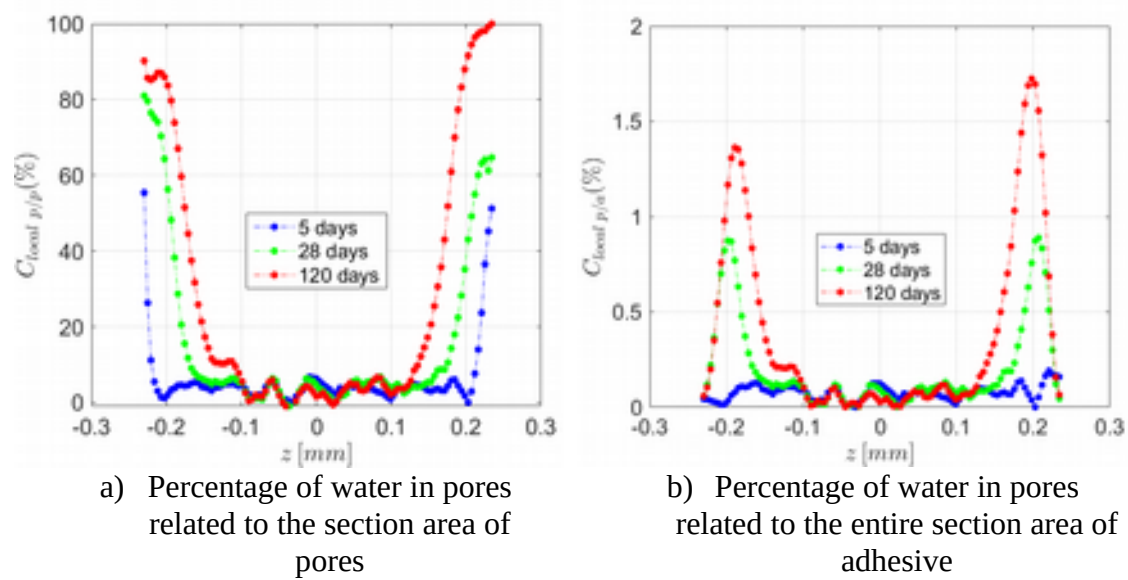 100
80
60
40
20
0
-0.3
-0.2
-0.1
0
0.1
0.2
0.3
z [mm]
C_{local p/p}(%)
5 days
28 days
120 days
a) Percentage of water in pores
related to the section area of
pores
2
1.5
1
0.5
0
-0.3
-0.2
-0.1
0
0.1
0.2
0.3
z [mm]
C_{local p/a}(%)
5 days
28 days
120 days
b) Percentage of water in pores
related to the entire section area of
adhesive